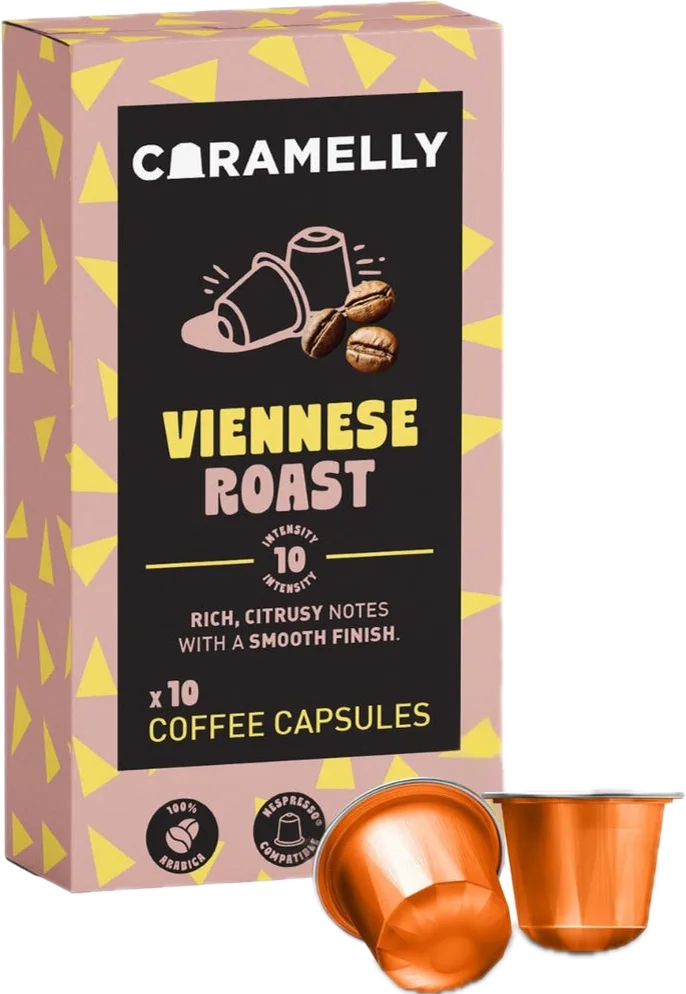 CARAMELLY
VIENNESE
ROAST
INTENSITY
10
INTENSITY
RICH, CITRUSY NOTES
WITH A SMOOTH FINISH.
x 10
COFFEE CAPSULES
100%
ARABICA
NESPRESSO®
COMPATIBLE